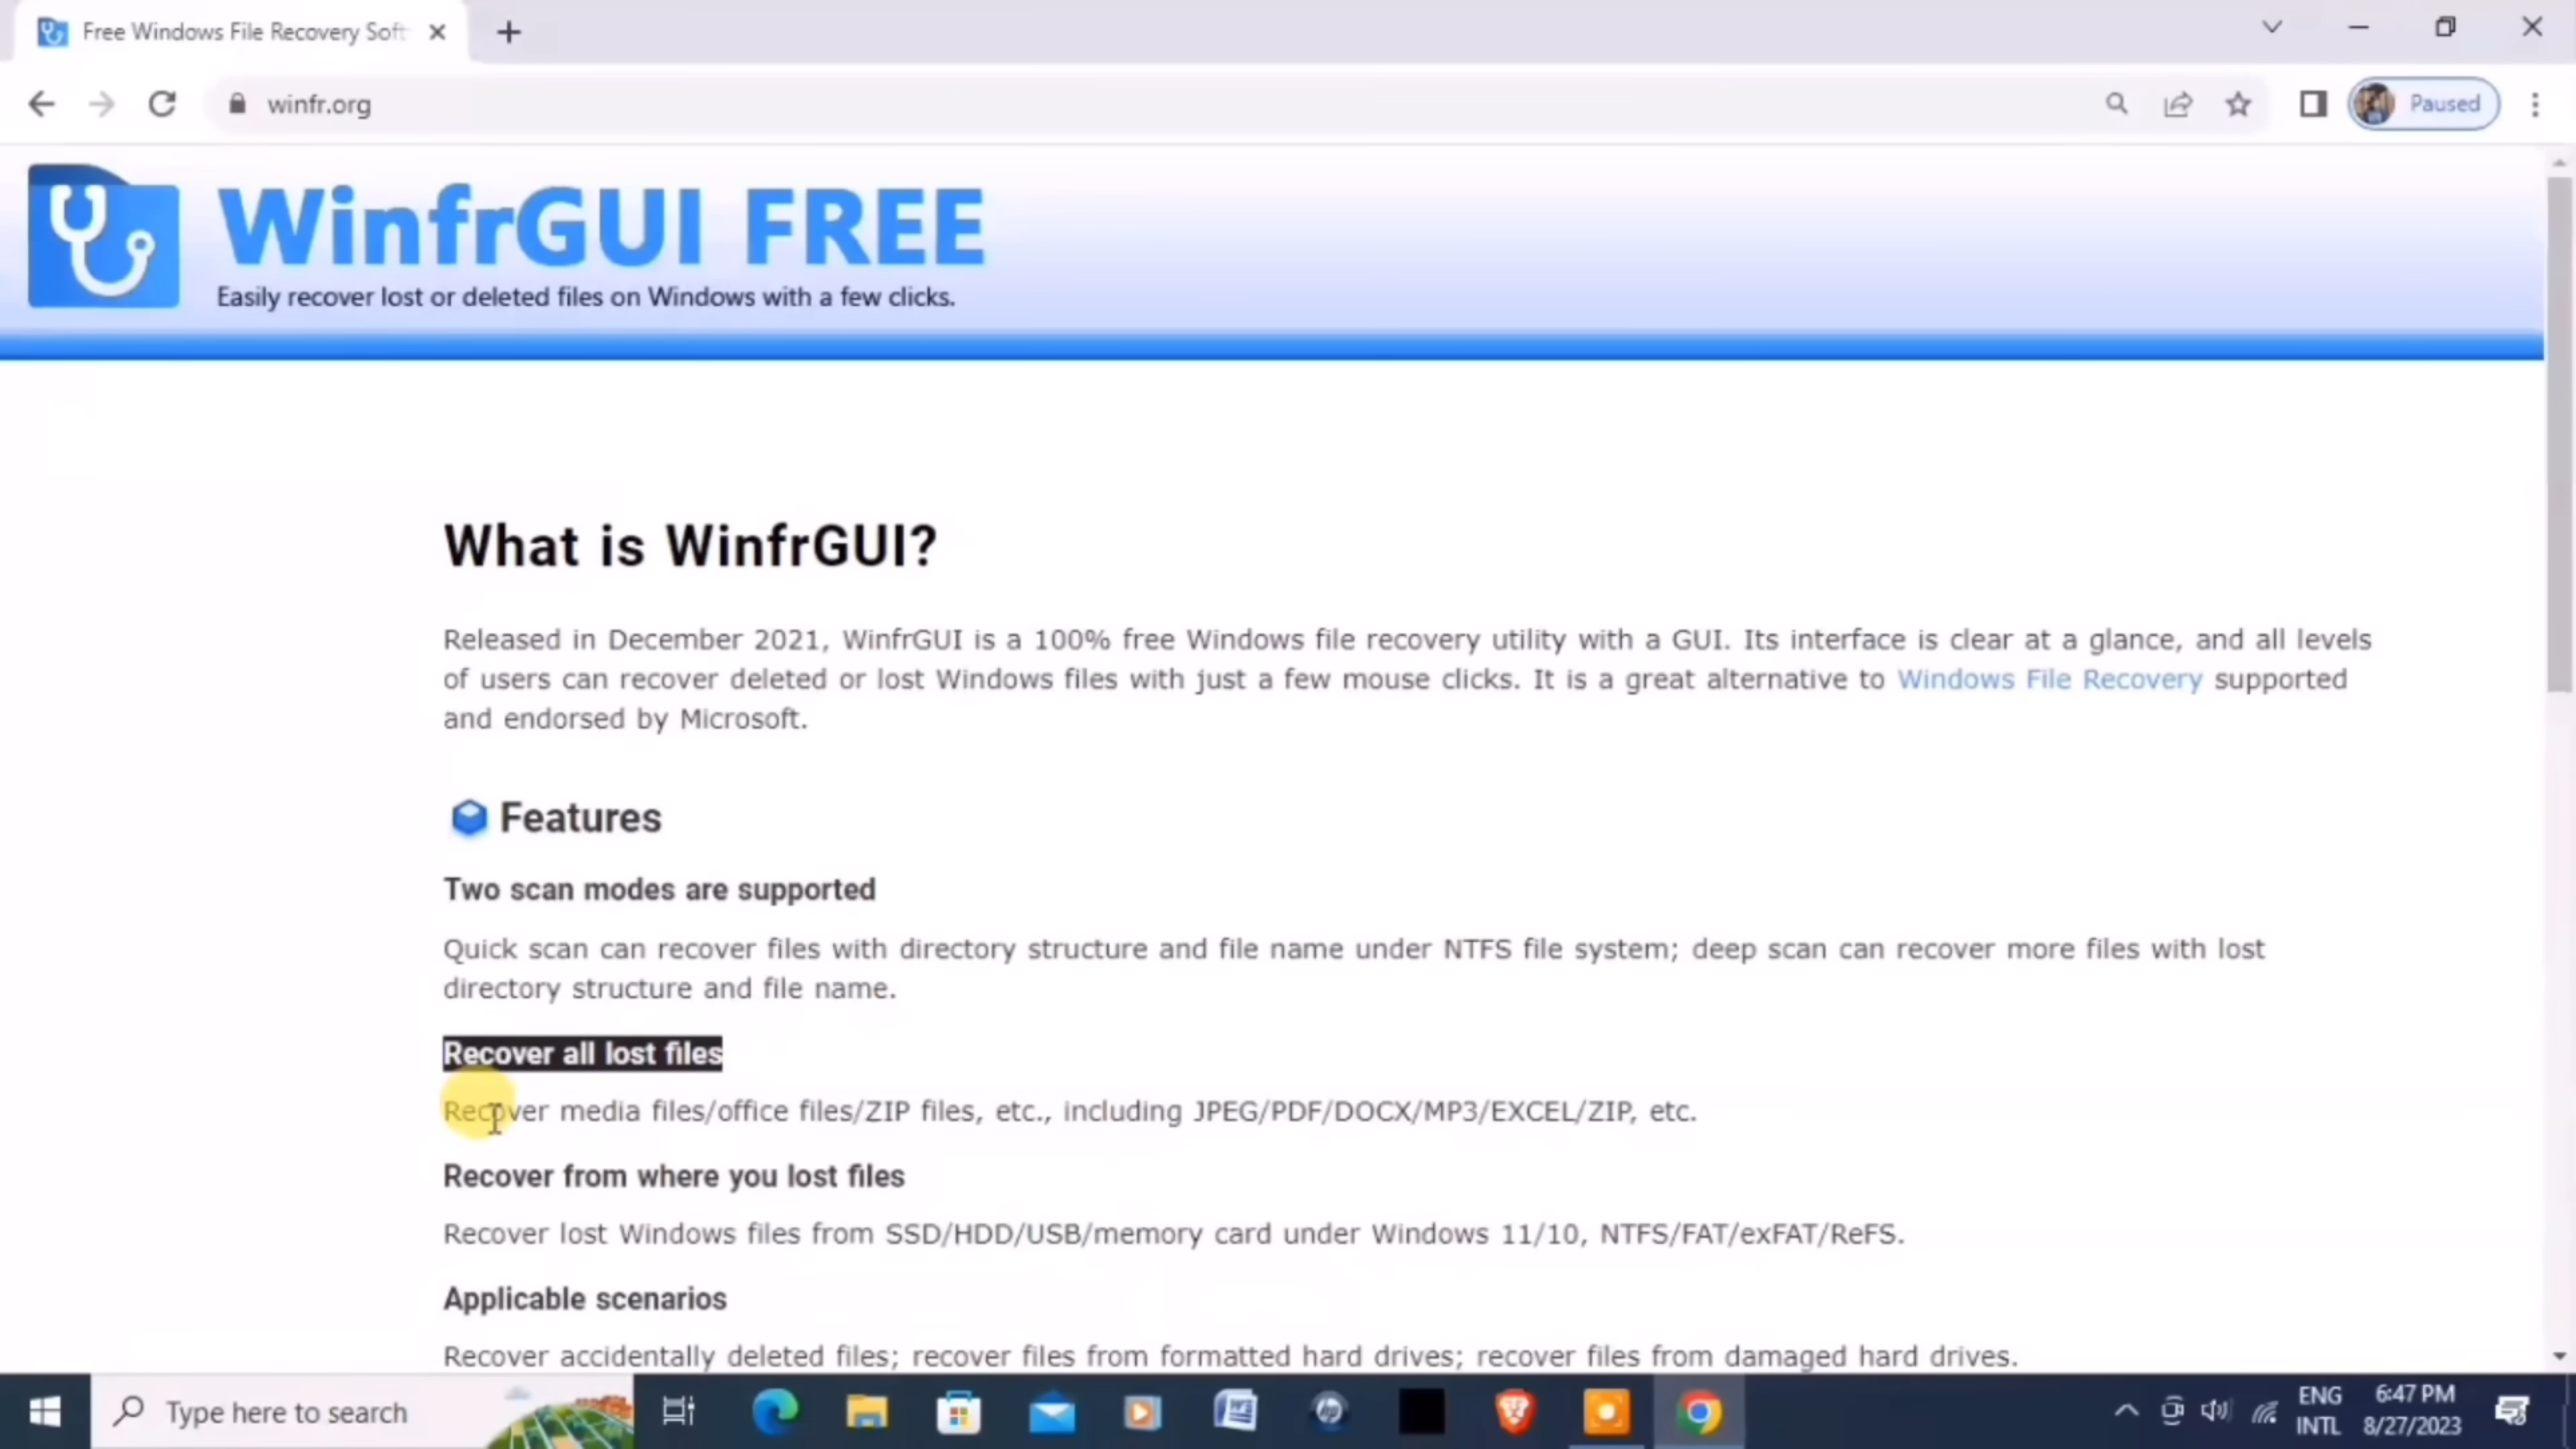 Free Windows File Recovery Soft
winfr.org
Paused
WinfrGUI FREE
Easily recover lost or deleted files on Windows with a few clicks.
What is WinfrGUI?
Released in December 2021, WinfrGUI is a 100% free Windows file recovery utility with a GUI. Its interface is clear at a glance, and all levels
of users can recover deleted or lost Windows files with just a few mouse clicks. It is a great alternative to Windows File Recovery supported
and endorsed by Microsoft.
Features
Two scan modes are supported
Quick scan can recover files with directory structure and file name under NTFS file system; deep scan can recover more files with lost
directory structure and file name.
Recover all lost files
Recover media files/office files/ZIP files, etc., including JPEG/PDF/DOCX/MP3/EXCEL/ZIP, etc.
Recover from where you lost files
Recover lost Windows files from SSD/HDD/USB/memory card under Windows 11/10, NTFS/FAT/exFAT/ReFS.
Applicable scenarios
Recover accidentally deleted files; recover files from formatted hard drives; recover files from damaged hard drives.
Type here to search
ENG
INTL
6:47 PM
8/27/2023